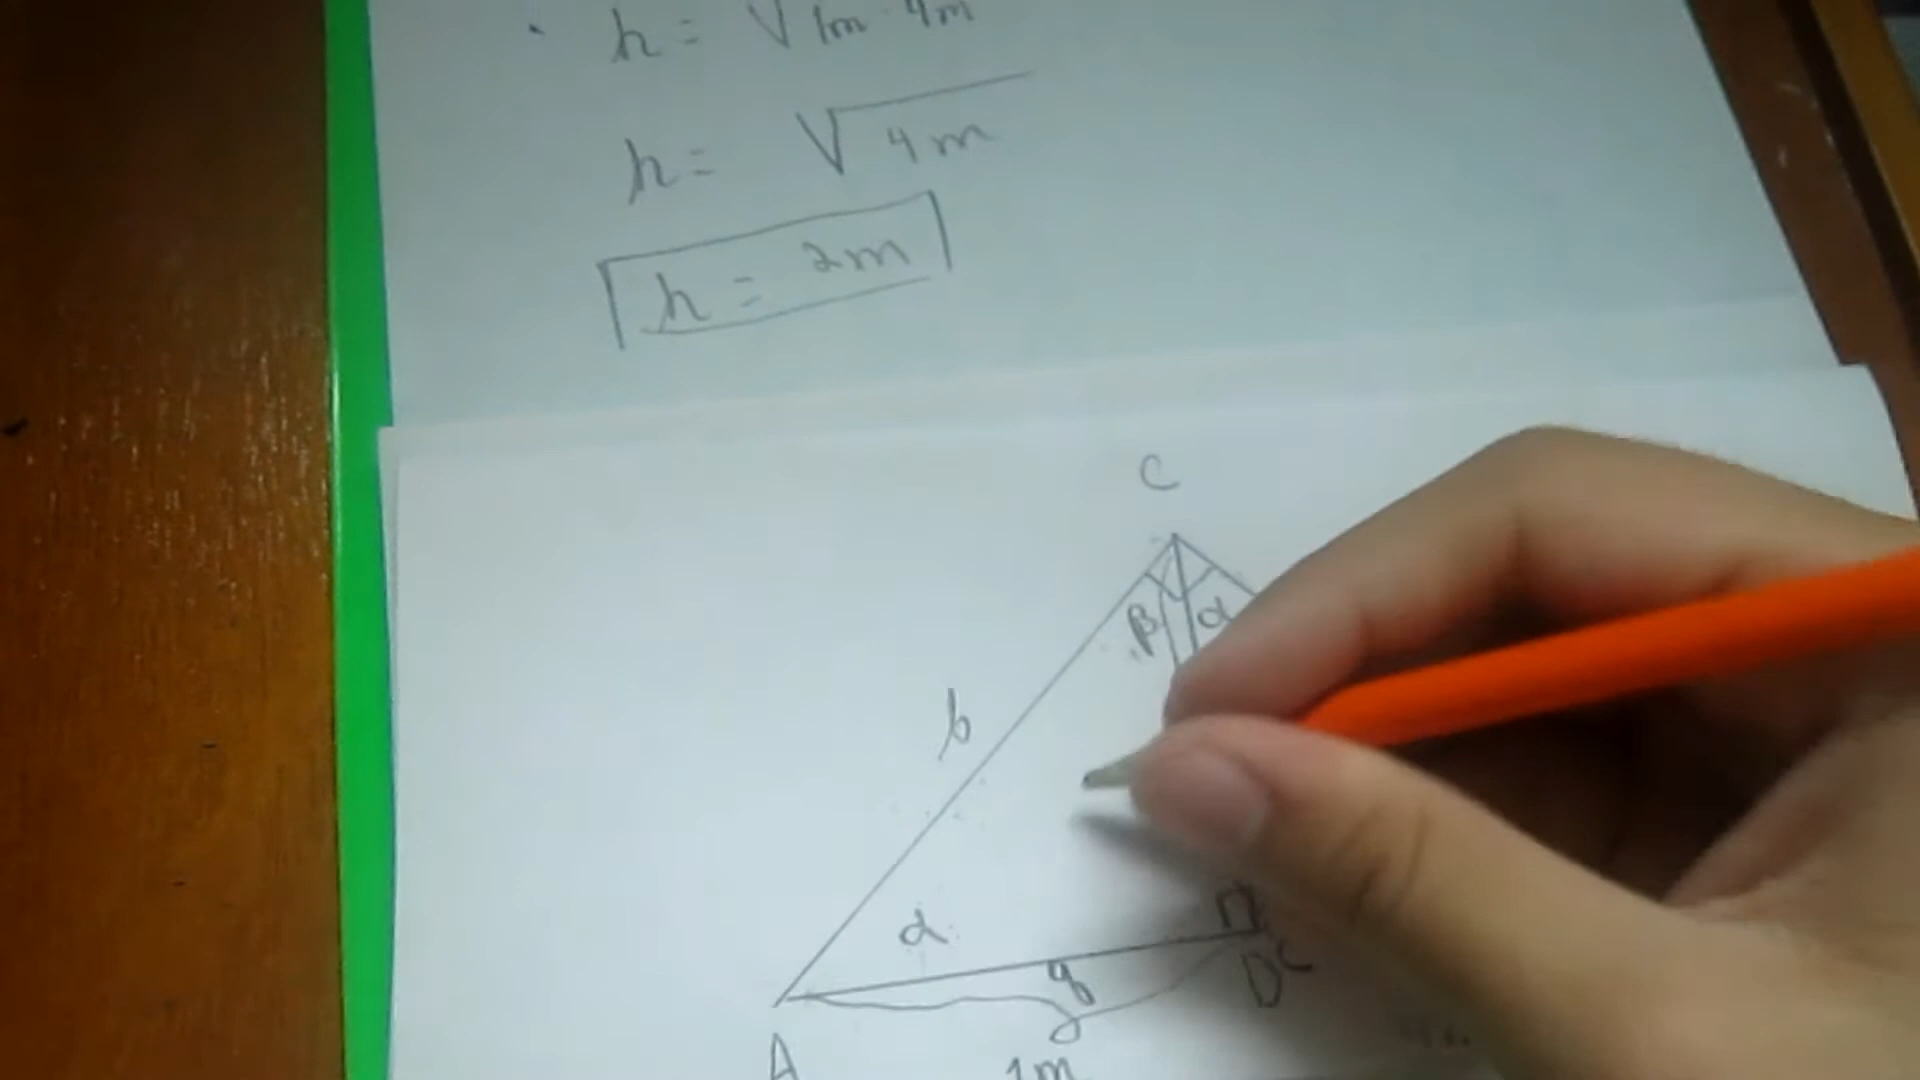 h = √1m · 4m
h = √4m
h = 2m
C
β α
b
α
q
D C
A
1m